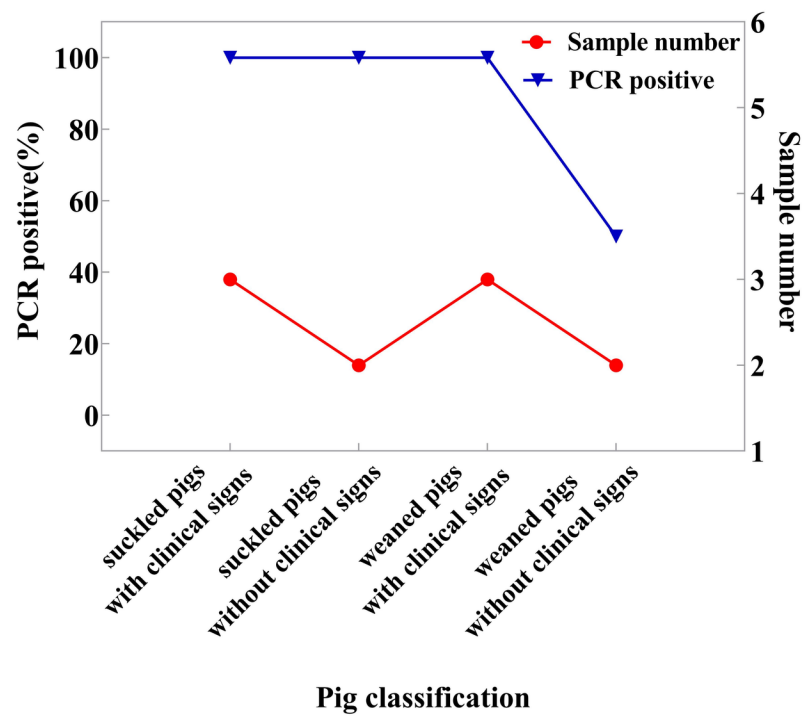 Sample number
PCR positive
PCR positive(%)
100
80
60
40
20
0
6
5
4
3
2
1
Sample number
suckled pigs
with clinical signs
suckled pigs
without clinical signs
weaned pigs
with clinical signs
weaned pigs
without clinical signs
Pig classification